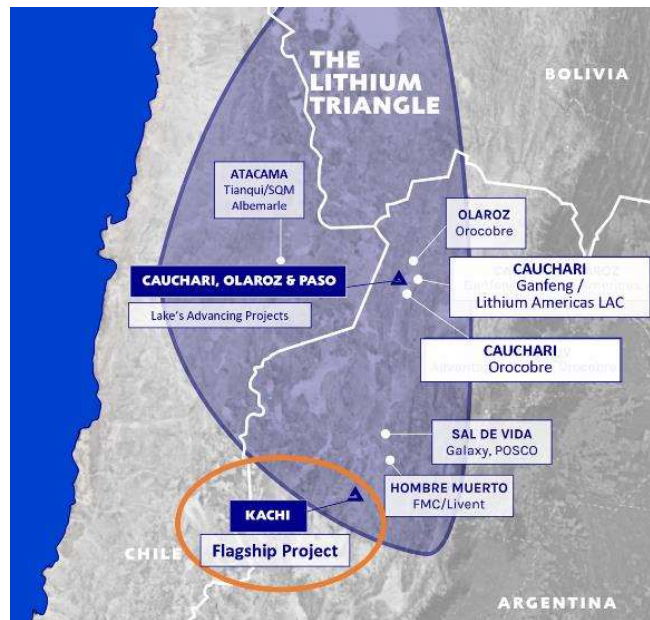 THE
LITHIUM
TRIANGLE
BOLIVIA
ATACAMA
Tianqui/SQM
Albemarle
OLAROZ
Orocobre
CAUCHARI, OLAROZ & PASO
CAUCHARI
Ganfeng /
Lithium Americas LAC
Lake's Advancing Projects
CAUCHARI
Orocobre
SAL DE VIDA
Galaxy, POSCO
HOMBRE MUERTO
FMC/Livent
KACHI
Flagship Project
CHILE
ARGENTINA